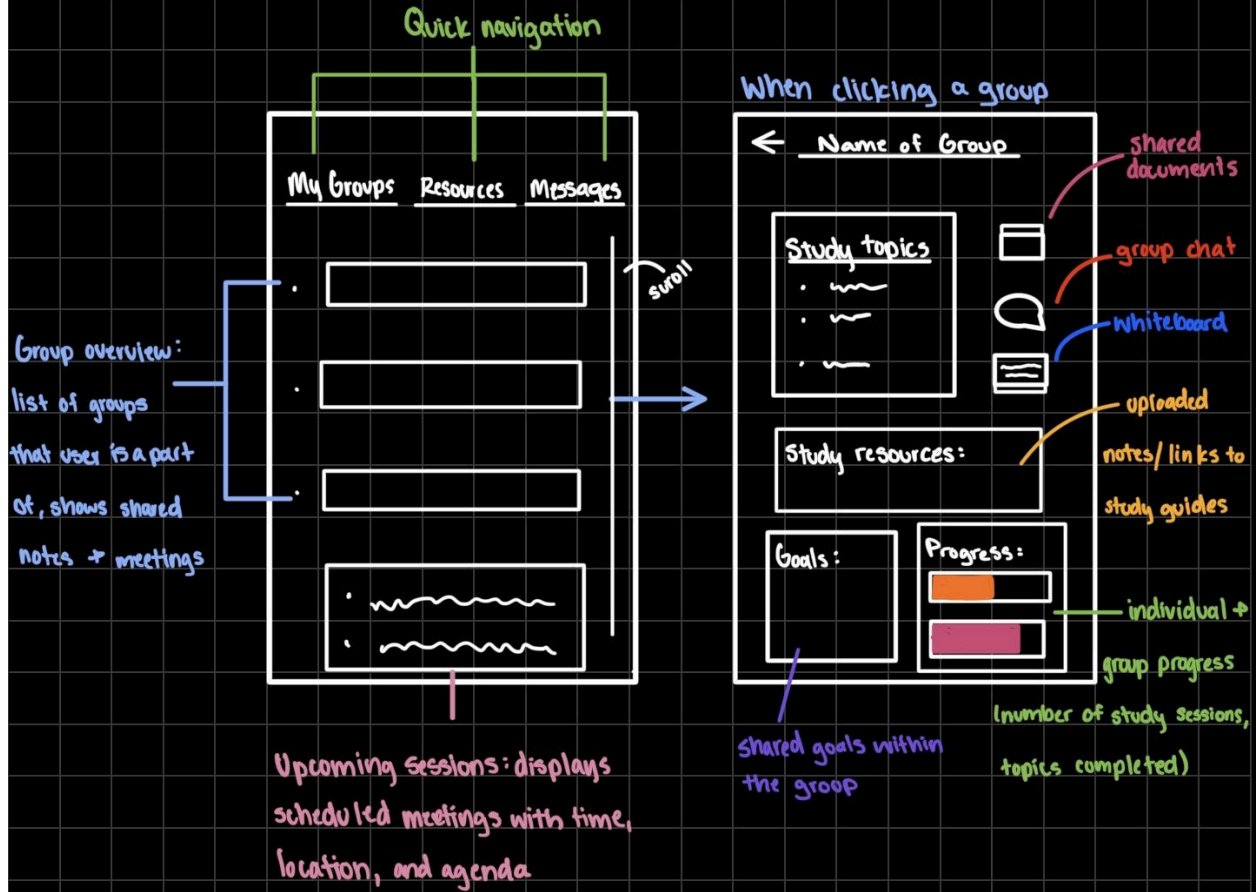 Quick navigation
My Groups Resources Messages
scroll
Group overview:
list of groups
that user is a part
of, shows shared
notes + meetings
Upcoming sessions: displays
scheduled meetings with time,
location, and agenda
When clicking a group
← Name of Group
Study topics
shared
documents
group chat
whiteboard
Study resources:
uploaded
notes/links to
study guides
Goals:
Progress:
individual +
group progress
(number of study sessions,
topics completed)
shared goals within
the group